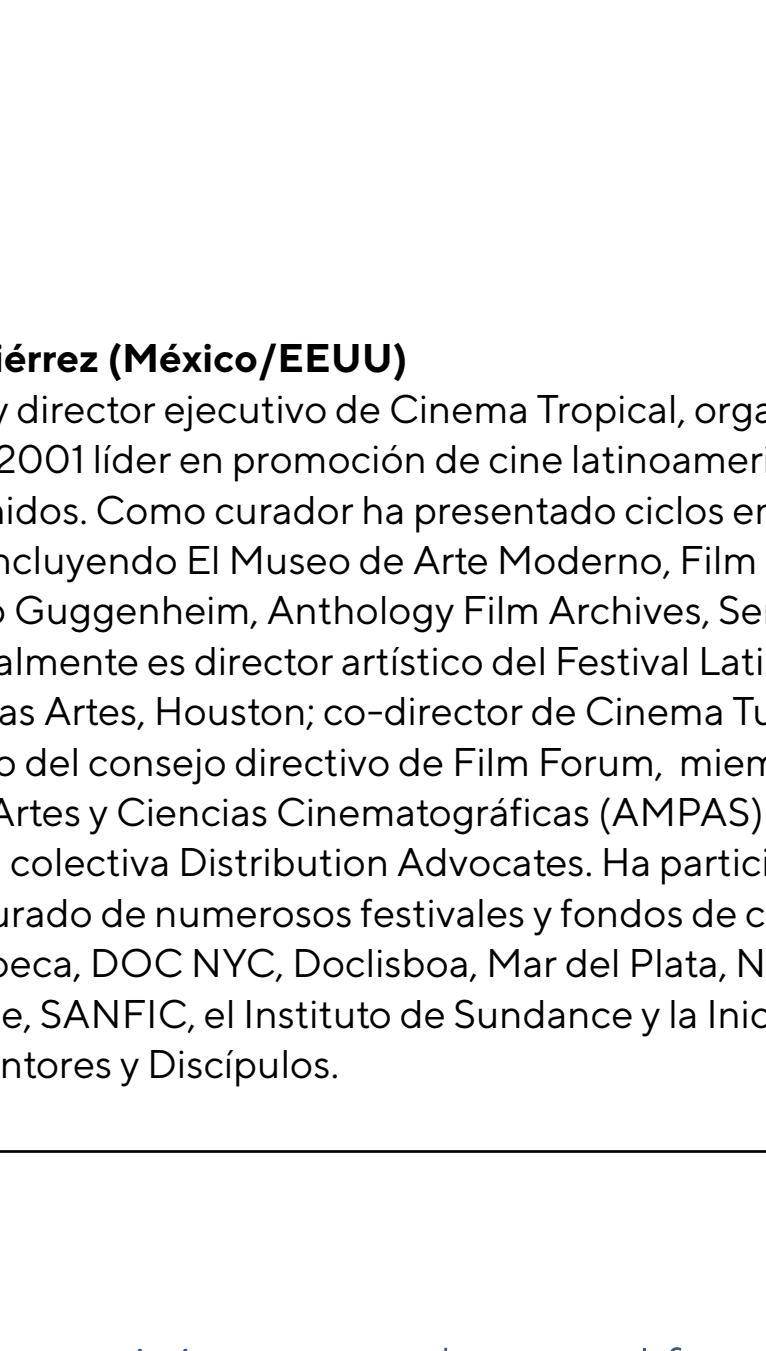 iérrez (México/EEUU)
y director ejecutivo de Cinema Tropical, orga
2001 líder en promoción de cine latinoameri
nidos. Como curador ha presentado ciclos en
ncluyendo El Museo de Arte Moderno, Film
o Guggenheim, Anthology Film Archives, Ser
almente es director artístico del Festival Lati
as Artes, Houston; co-director de Cinema Tu
o del consejo directivo de Film Forum,  miem
Artes y Ciencias Cinematográficas (AMPAS)
colectiva Distribution Advocates. Ha partici
urado de numerosos festivales y fondos de c
beca, DOC NYC, Doclisboa, Mar del Plata, N
e, SANFIC, el Instituto de Sundance y la Inic
ntores y Discípulos.